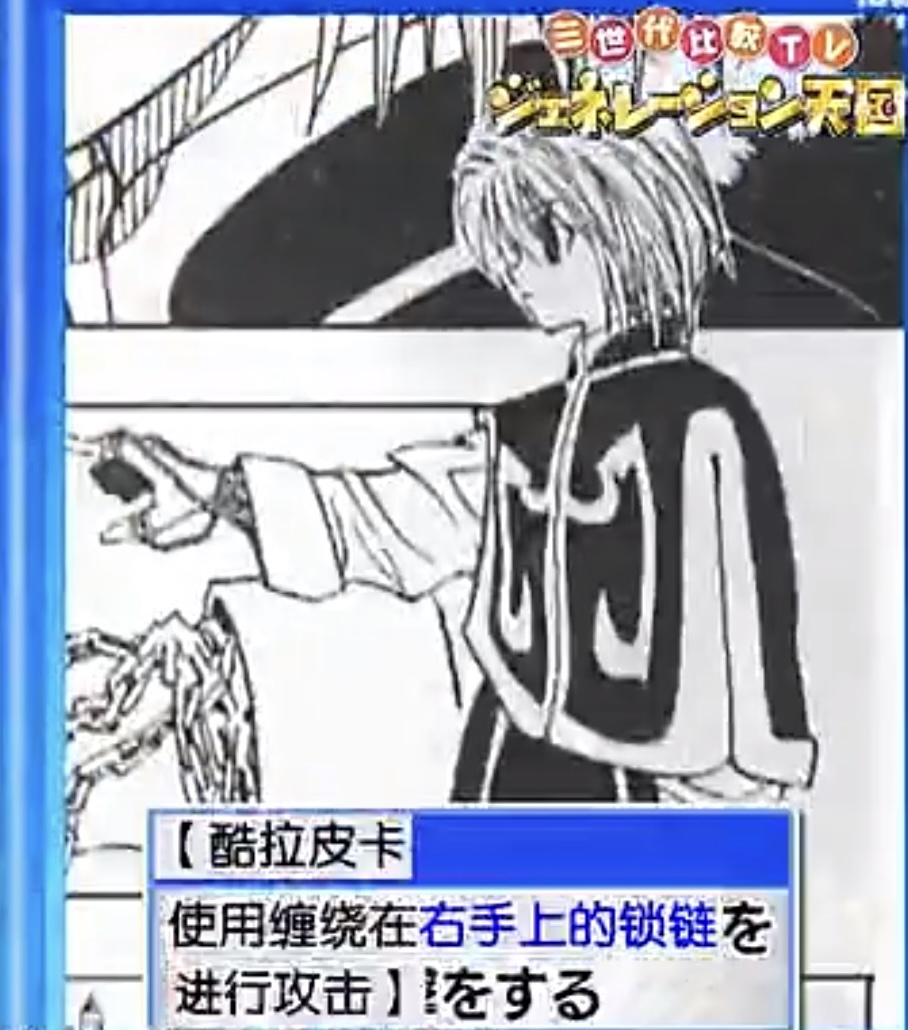 三世代比較TV
ジェネレーション天国
【酷拉皮卡
使用缠绕在右手上的锁链を
进行攻击】をする